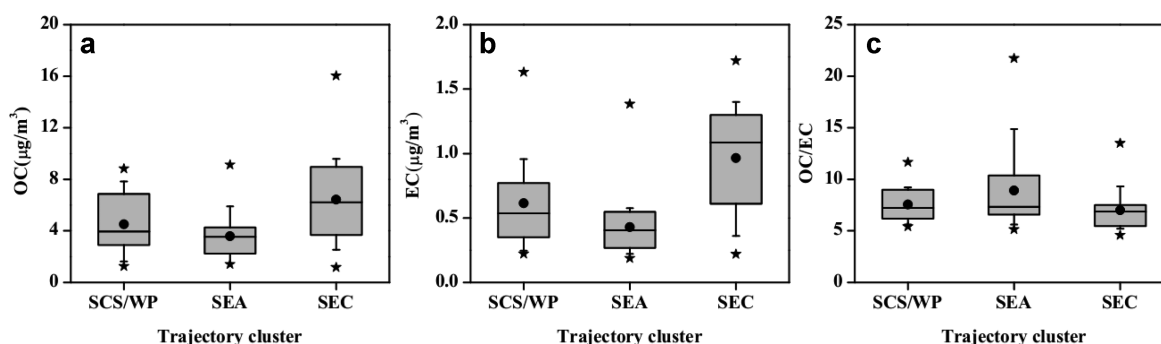 a
OC(μg/m³)
20
16
12
8
4
0
SCS/WP SEA SEC
Trajectory cluster
b
EC(μg/m³)
2.0
1.5
1.0
0.5
0.0
SCS/WP SEA SEC
Trajectory cluster
c
OC/EC
25
20
15
10
5
0
SCS/WP SEA SEC
Trajectory cluster